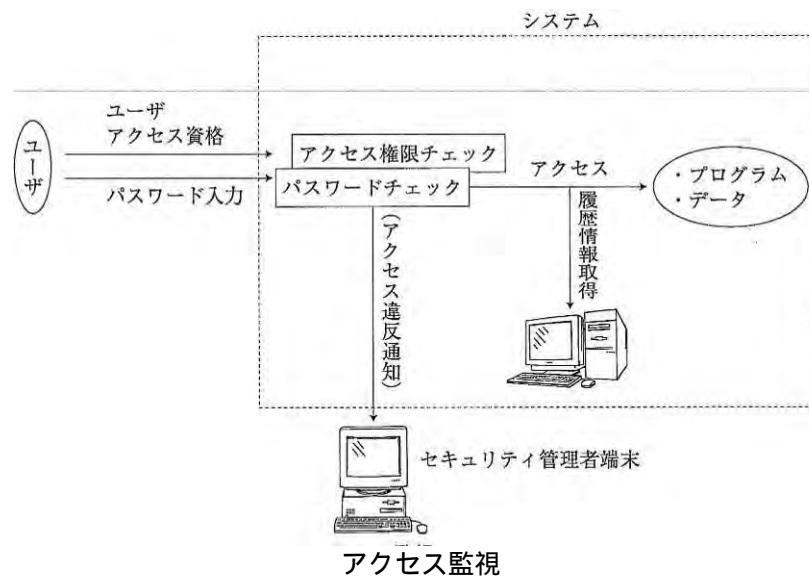 システム
ユーザ
アクセス資格
ユーザ
パスワード入力
アクセス権限チェック
パスワードチェック
アクセス
・プログラム
・データ
(アクセス違反通知)
履歴情報取得
セキュリティ管理者端末
アクセス監視